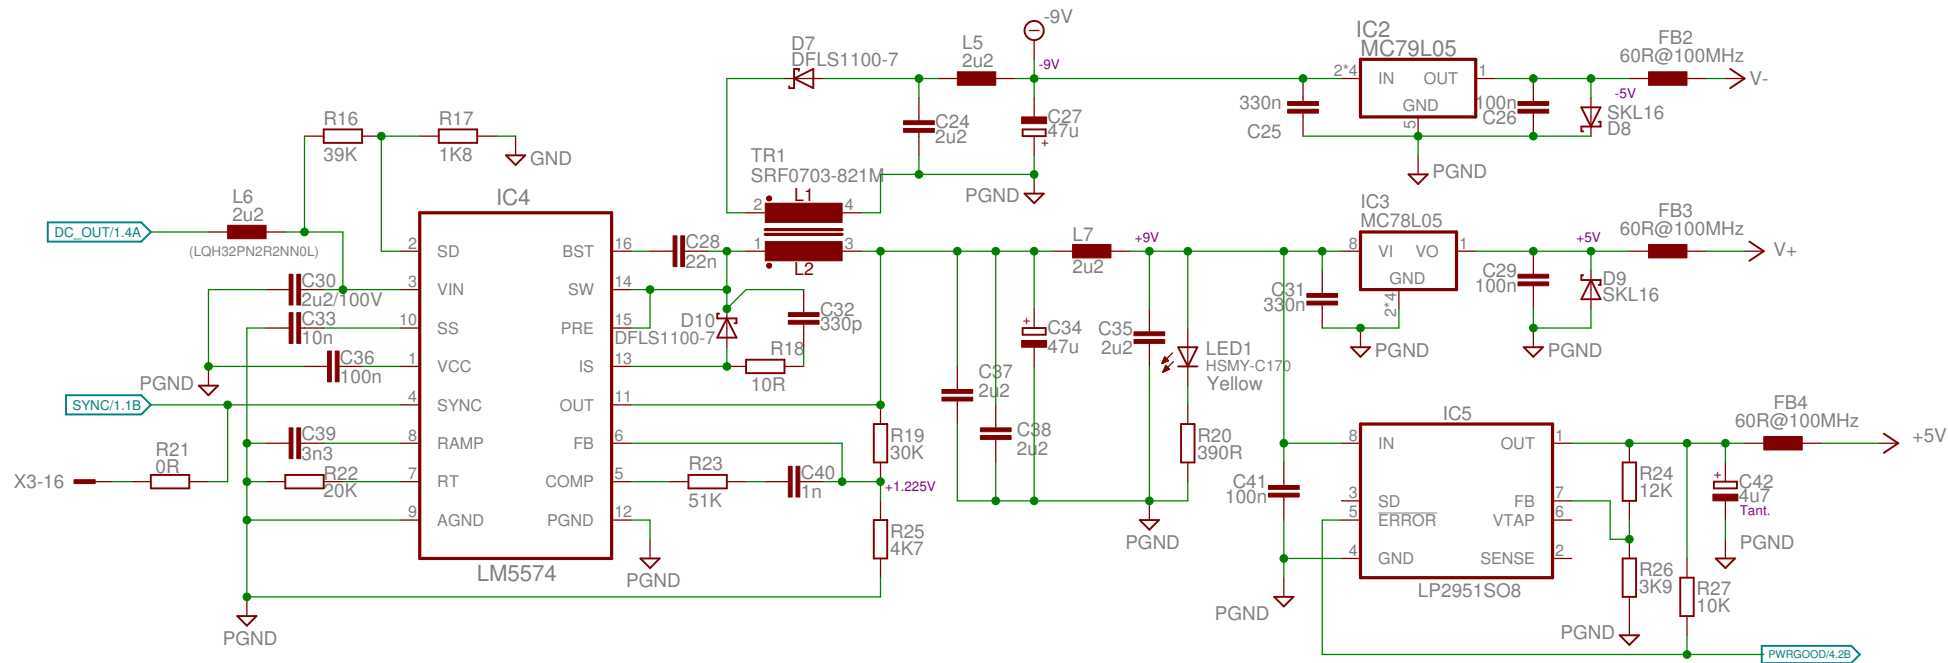 -9V
D7
DFLS1100-7
L5
2u2
-9V
IC2
MC79L05
FB2
60R@100MHz
2*4
IN
OUT
1
V-
GND
5
-5V
330n
C25
100n
C26
SKL16
D8
C24
2u2
C27
47u
+
PGND
PGND
R16
39K
R17
1K8
GND
TR1
SRF0703-821M
L1
2
4
1
3
L2
L6
2u2
DC_OUT/1.4A
(LQH32PN2R2NN0L)
IC4
2
SD
3
VIN
10
SS
1
VCC
4
SYNC
8
RAMP
7
RT
9
AGND
BST
16
SW
14
PRE
15
IS
13
OUT
11
FB
6
COMP
5
PGND
12
LM5574
C30
2u2/100V
C33
10n
C36
100n
PGND
SYNC/1.1B
C39
3n3
R21
0R
R22
20K
X3-16
PGND
C28
22n
D10
DFLS1100-7
C32
330p
R18
10R
R19
30K
R23
51K
C40
1n
+1.225V
R25
4K7
PGND
L7
2u2
+9V
+
C34
47u
C35
2u2
C37
2u2
C38
2u2
LED1
HSMY-C170
Yellow
R20
390R
PGND
IC3
MC78L05
8
VI
VO
1
GND
2*4
C31
330n
PGND
+5V
FB3
60R@100MHz
V+
C29
100n
D9
SKL16
PGND
IC5
8
IN
OUT
1
3
SD
FB
7
5
ERROR
VTAP
6
4
GND
SENSE
2
LP2951SO8
C41
100n
PGND
FB4
60R@100MHz
+5V
R24
12K
+
C42
4u7
Tant.
PGND
R26
3K9
R27
10K
PGND
PWRGOOD/4.2B